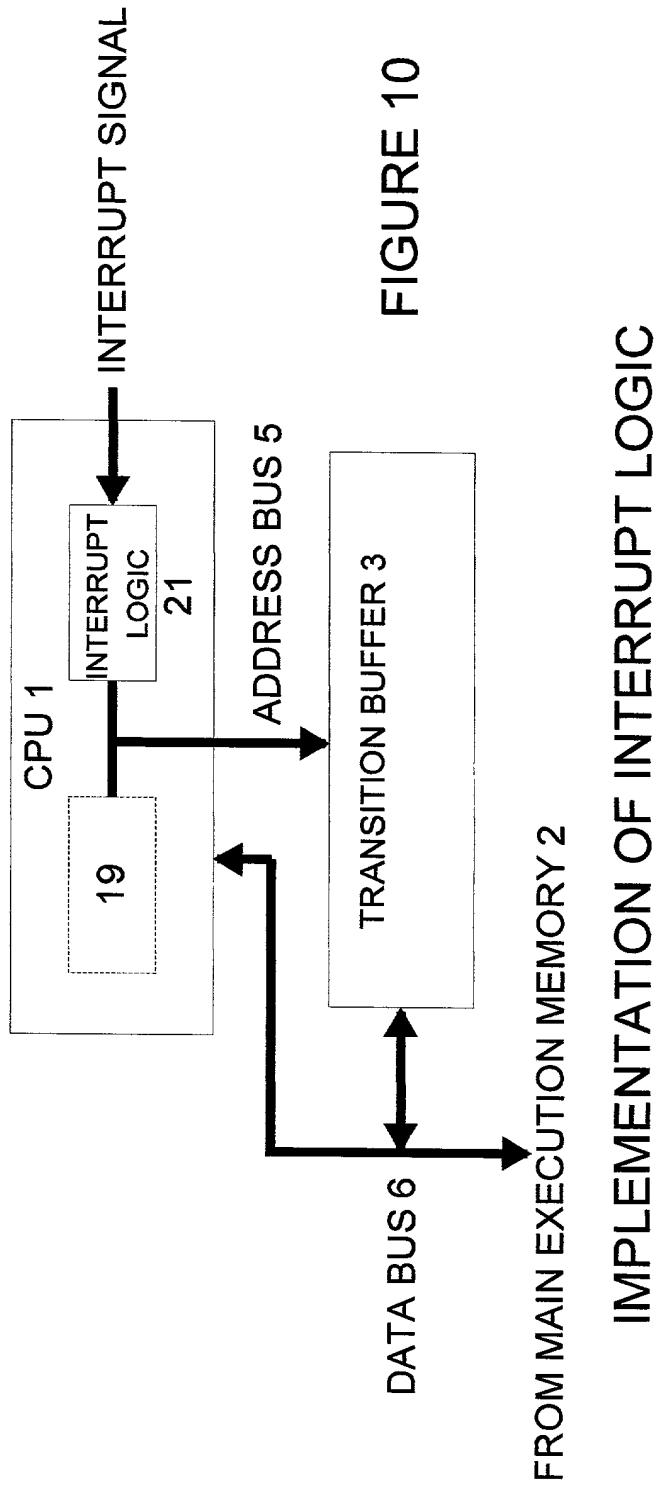 CPU 1
19
INTERRUPT
LOGIC
21
INTERRUPT SIGNAL
ADDRESS BUS 5
TRANSITION BUFFER 3
DATA BUS 6
FROM MAIN EXECUTION MEMORY 2
FIGURE 10
IMPLEMENTATION OF INTERRUPT LOGIC